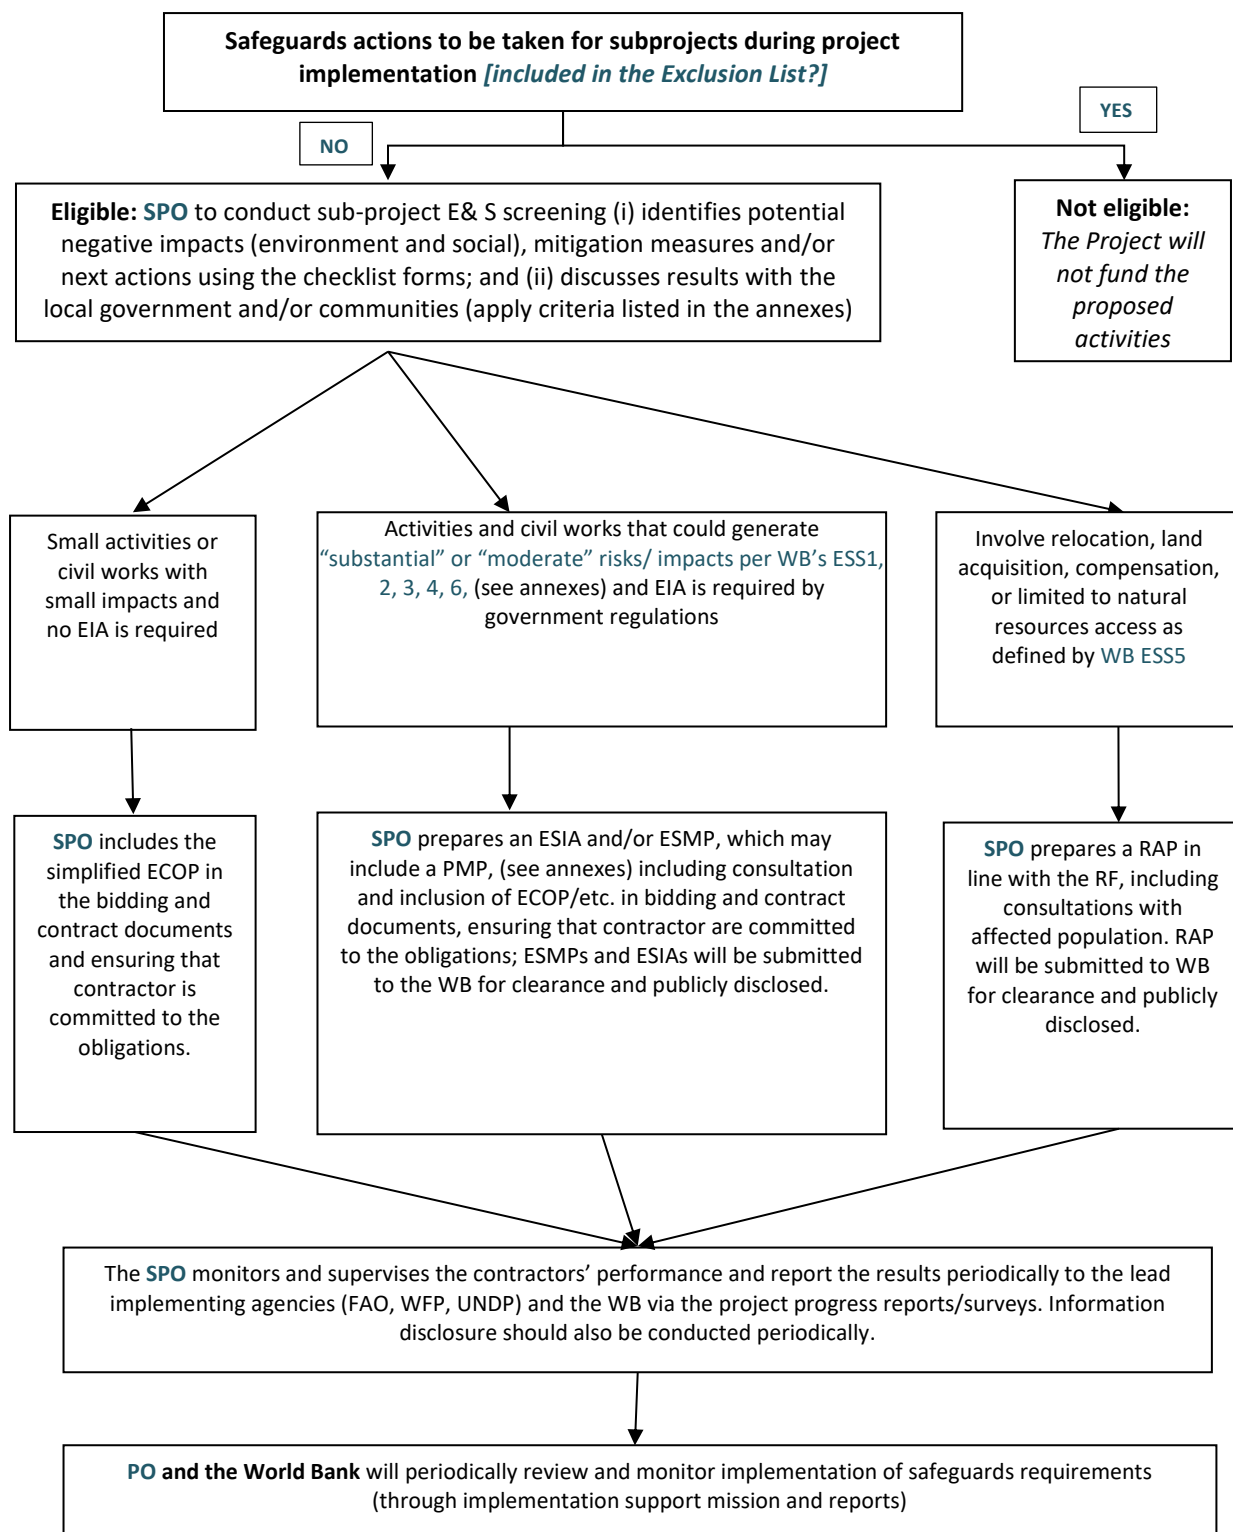 Safeguards actions to be taken for subprojects during project
implementation [included in the Exclusion List?]
YES
NO
Eligible: SPO to conduct sub-project E& S screening (i) identifies potential
negative impacts (environment and social), mitigation measures and/or
next actions using the checklist forms; and (ii) discusses results with the
local government and/or communities (apply criteria listed in the annexes)
Not eligible:
The Project will
not fund the
proposed
activities
Small activities or
civil works with
small impacts and
no EIA is required
Activities and civil works that could generate
“substantial” or “moderate” risks/ impacts per WB’s ESS1,
2, 3, 4, 6, (see annexes) and EIA is required by
government regulations
Involve relocation, land
acquisition, compensation,
or limited to natural
resources access as
defined by WB ESS5
SPO includes the
simplified ECOP in
the bidding and
contract documents
and ensuring that
contractor is
committed to the
obligations.
SPO prepares an ESIA and/or ESMP, which may
include a PMP, (see annexes) including consultation
and inclusion of ECOP/etc. in bidding and contract
documents, ensuring that contractor are committed
to the obligations; ESMPs and ESIAs will be submitted
to the WB for clearance and publicly disclosed.
SPO prepares a RAP in
line with the RF, including
consultations with
affected population. RAP
will be submitted to WB
for clearance and publicly
disclosed.
The SPO monitors and supervises the contractors’ performance and report the results periodically to the lead
implementing agencies (FAO, WFP, UNDP) and the WB via the project progress reports/surveys. Information
disclosure should also be conducted periodically.
PO and the World Bank will periodically review and monitor implementation of safeguards requirements
(through implementation support mission and reports)